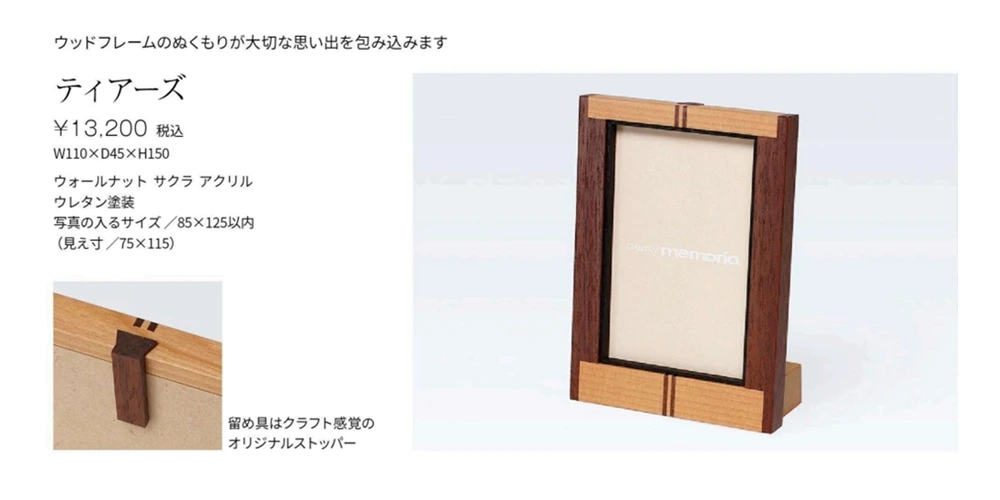 ウッドフレームのぬくもりが大切な思い出を包み込みます
ティアーズ
¥13,200 税込
W110×D45×H150
ウォールナット サクラ アクリル
ウレタン塗装
写真の入るサイズ／85×125以内
（見え寸／75×115）
memoria
留め具はクラフト感覚の
オリジナルストッパー